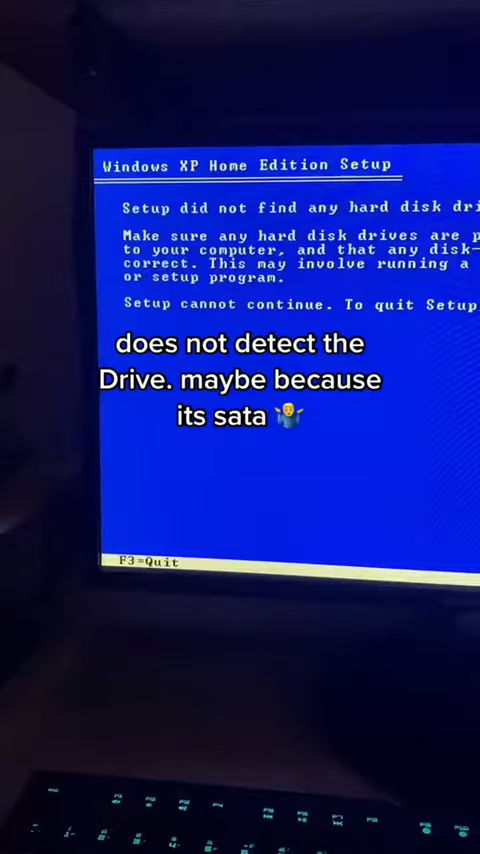 Windows XP Home Edition Setup
Setup did not find any hard disk
Make sure any hard disk drives are
to your computer, and that any disk-
correct. This may involve running a
or setup program.
Setup cannot continue. To quit Setup
does not detect the
Drive. maybe because
its sata 🤷‍♂️
F3=Quit